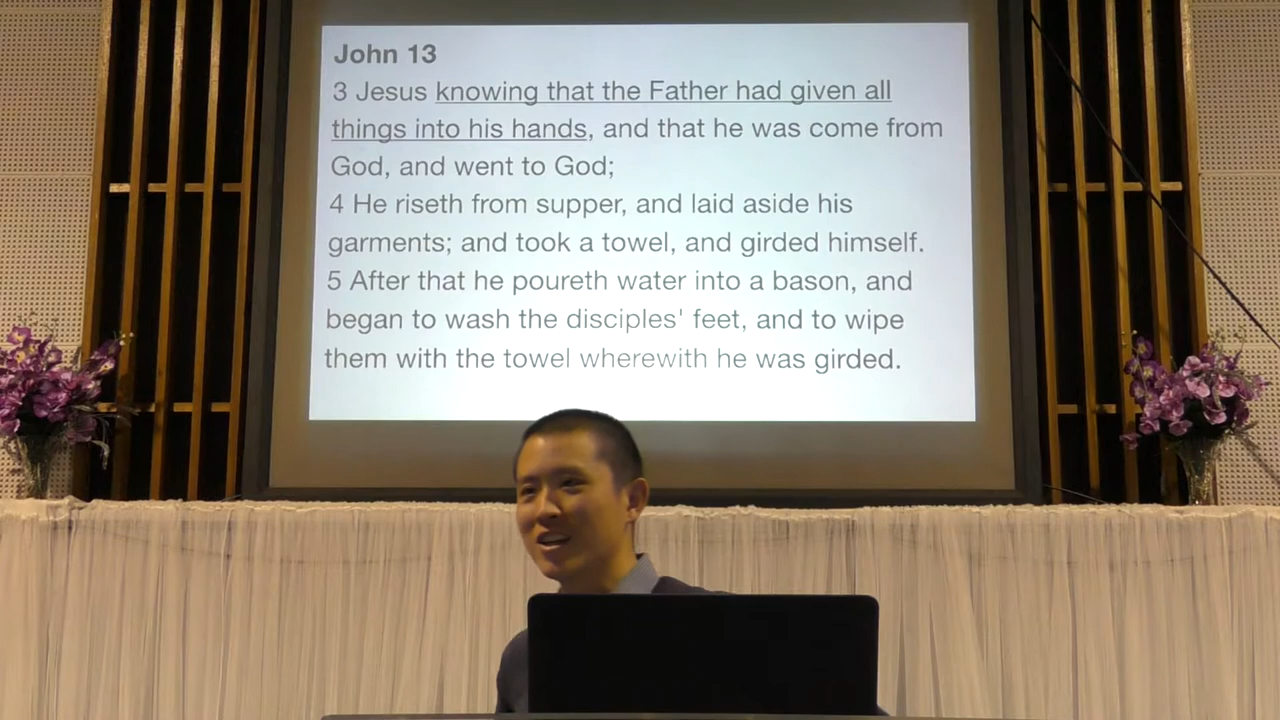 John 13
3 Jesus knowing that the Father had given all
things into his hands, and that he was come from
God, and went to God;
4 He riseth from supper, and laid aside his
garments; and took a towel, and girded himself.
5 After that he poureth water into a bason, and
began to wash the disciples' feet, and to wipe
them with the towel wherewith he was girded.